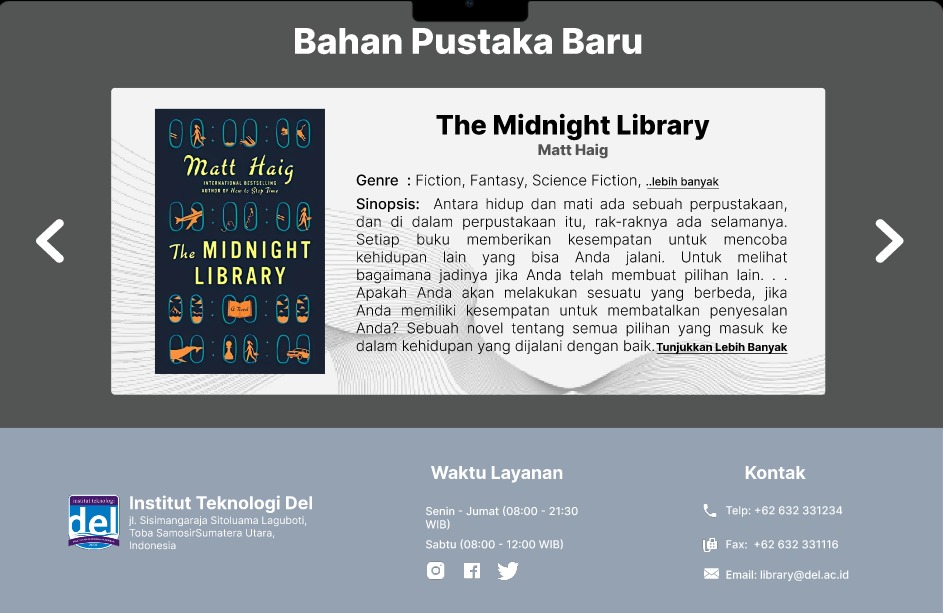 Bahan Pustaka Baru
Matt Haig
INTERNATIONAL BESTSELLING
AUTHOR OF How to Stop Time
The MIDNIGHT
LIBRARY
A Novel
The Midnight Library
Matt Haig
Genre : Fiction, Fantasy, Science Fiction, ..lebih banyak
Sinopsis: Antara hidup dan mati ada sebuah perpustakaan,
dan di dalam perpustakaan itu, rak-raknya ada selamanya.
Setiap buku memberikan kesempatan untuk mencoba
kehidupan lain yang bisa Anda jalani. Untuk melihat
bagaimana jadinya jika Anda telah membuat pilihan lain. . .
Apakah Anda akan melakukan sesuatu yang berbeda, jika
Anda memiliki kesempatan untuk membatalkan penyesalan
Anda? Sebuah novel tentang semua pilihan yang masuk ke
dalam kehidupan yang dijalani dengan baik.Tunjukkan Lebih Banyak
institut teknologi
del
Institut Teknologi Del
jl. Sisimangaraja Sitoluama Laguboti,
Toba SamosirSumatera Utara,
Indonesia
Waktu Layanan
Senin - Jumat (08:00 - 21:30
WIB)
Sabtu (08:00 - 12:00 WIB)
Kontak
Telp: +62 632 331234
Fax: +62 632 331116
Email: library@del.ac.id